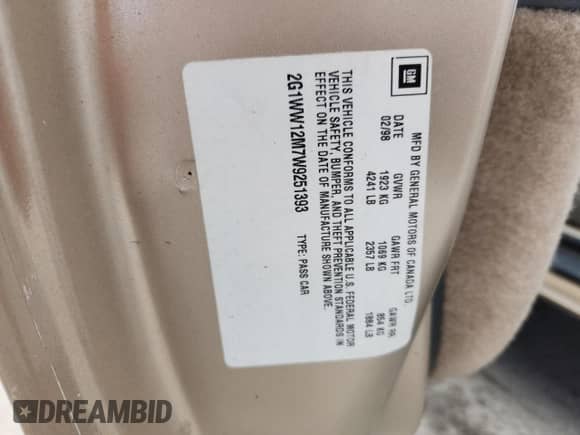 GM
MFD BY GENERAL MOTORS OF CANADA LTD
DATE GVWR GAWR FRT GAWR RR
02/98 1923 KG 1069 KG 854 KG
4241 LB 2357 LB 1884 LB
THIS VEHICLE CONFORMS TO ALL APPLICABLE U.S. FEDERAL MOTOR
VEHICLE SAFETY, BUMPER, AND THEFT PREVENTION STANDARDS IN
EFFECT ON THE DATE OF MANUFACTURE SHOWN ABOVE.
2G1WW12M7W9251393 TYPE: PASS CAR
DREAMBID